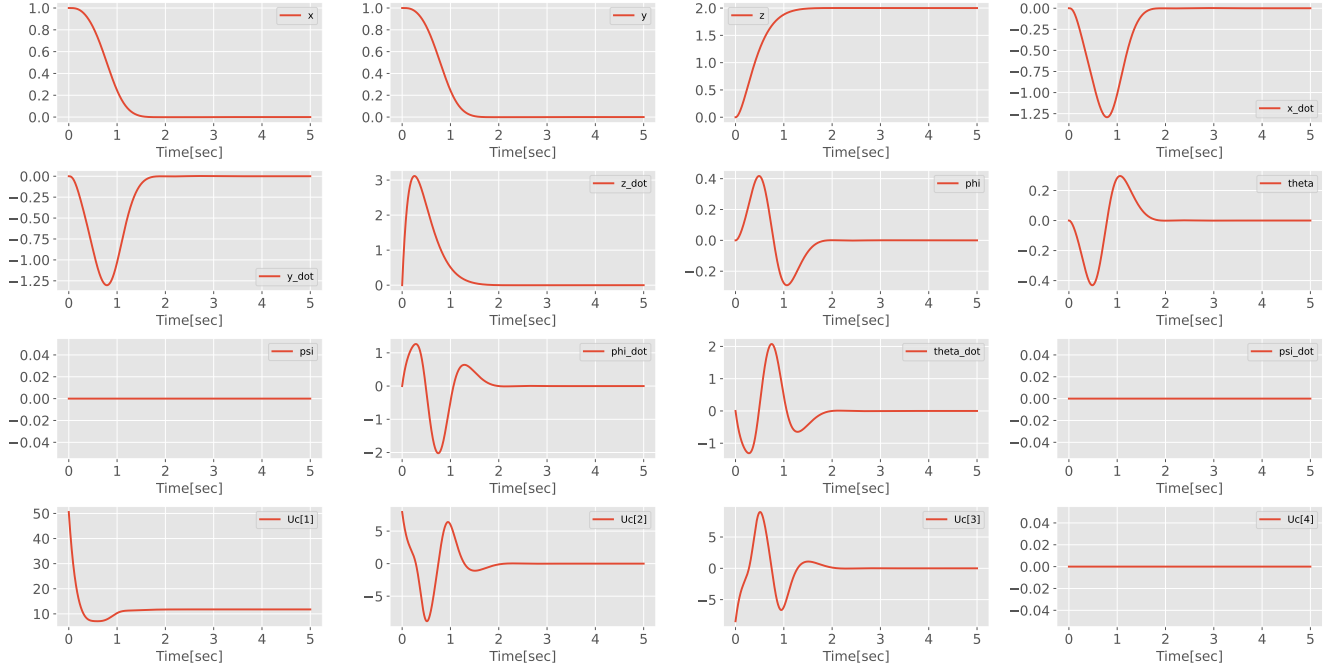 x
1.0
0.8
0.6
0.4
0.2
0.0
0 1 2 3 4 5
Time[sec]
y
1.0
0.8
0.6
0.4
0.2
0.0
0 1 2 3 4 5
Time[sec]
z
2.0
1.5
1.0
0.5
0.0
0 1 2 3 4 5
Time[sec]
x_dot
0.00
−0.25
−0.50
−0.75
−1.00
−1.25
0 1 2 3 4 5
Time[sec]
y_dot
0.00
−0.25
−0.50
−0.75
−1.00
−1.25
0 1 2 3 4 5
Time[sec]
z_dot
3
2
1
0
0 1 2 3 4 5
Time[sec]
phi
0.4
0.2
0.0
−0.2
0 1 2 3 4 5
Time[sec]
theta
0.2
0.0
−0.2
−0.4
0 1 2 3 4 5
Time[sec]
psi
0.04
0.02
0.00
−0.02
−0.04
0 1 2 3 4 5
Time[sec]
phi_dot
1
0
−1
−2
0 1 2 3 4 5
Time[sec]
theta_dot
2
1
0
−1
0 1 2 3 4 5
Time[sec]
psi_dot
0.04
0.02
0.00
−0.02
−0.04
0 1 2 3 4 5
Time[sec]
Uc[1]
50
40
30
20
10
0 1 2 3 4 5
Time[sec]
Uc[2]
5
0
−5
0 1 2 3 4 5
Time[sec]
Uc[3]
5
0
−5
0 1 2 3 4 5
Time[sec]
Uc[4]
0.04
0.02
0.00
−0.02
−0.04
0 1 2 3 4 5
Time[sec]